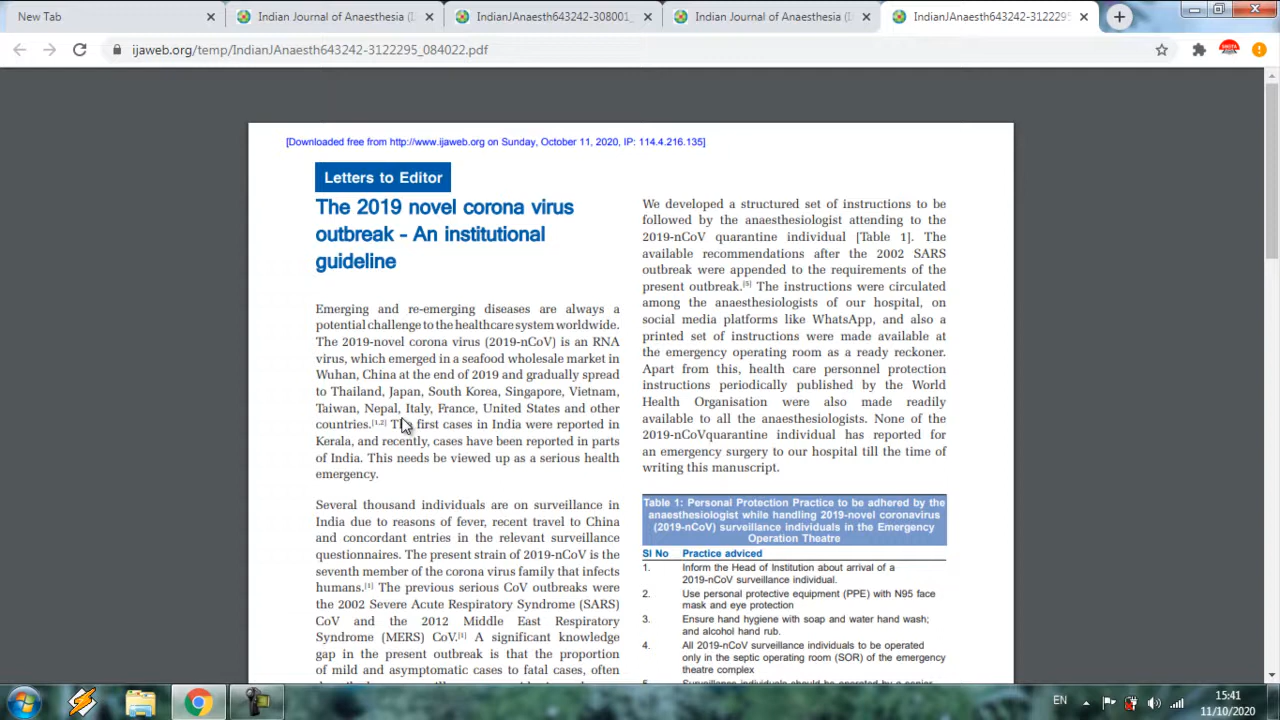 New Tab
Indian Journal of Anaesthesia (I
IndianJAnaesth643242-308001_
Indian Journal of Anaesthesia (I
IndianJAnaesth643242-3122295_
ijaweb.org/temp/IndianJAnaesth643242-3122295_084022.pdf
[Downloaded free from http://www.ijaweb.org on Sunday, October 11, 2020, IP: 114.4.216.135]
Letters to Editor
The 2019 novel corona virus
outbreak - An institutional
guideline
Emerging and re-emerging diseases are always a
potential challenge to the healthcare system worldwide.
The 2019-novel corona virus (2019-nCoV) is an RNA
virus, which emerged in a seafood wholesale market in
Wuhan, China at the end of 2019 and gradually spread
to Thailand, Japan, South Korea, Singapore, Vietnam,
Taiwan, Nepal, Italy, France, United States and other
countries.[1,2] The first cases in India were reported in
Kerala, and recently, cases have been reported in parts
of India. This needs be viewed up as a serious health
emergency.
Several thousand individuals are on surveillance in
India due to reasons of fever, recent travel to China
and concordant entries in the relevant surveillance
questionnaires. The present strain of 2019-nCoV is the
seventh member of the corona virus family that infects
humans.[1] The previous serious CoV outbreaks were
the 2002 Severe Acute Respiratory Syndrome (SARS)
CoV and the 2012 Middle East Respiratory
Syndrome (MERS) CoV.[1] A significant knowledge
gap in the present outbreak is that the proportion
of mild and asymptomatic cases to fatal cases, often
We developed a structured set of instructions to be
followed by the anaesthesiologist attending to the
2019-nCoV quarantine individual [Table 1]. The
available recommendations after the 2002 SARS
outbreak were appended to the requirements of the
present outbreak.[5] The instructions were circulated
among the anaesthesiologists of our hospital, on
social media platforms like WhatsApp, and also a
printed set of instructions were made available at
the emergency operating room as a ready reckoner.
Apart from this, health care personnel protection
instructions periodically published by the World
Health Organisation were also made readily
available to all the anaesthesiologists. None of the
2019-nCoVquarantine individual has reported for
an emergency surgery to our hospital till the time of
writing this manuscript.
Table 1: Personal Protection Practice to be adhered by the
anaesthesiologist while handling 2019-novel coronavirus
(2019-nCoV) surveillance individuals in the Emergency
Operation Theatre
Sl No Practice adviced
1. Inform the Head of Institution about arrival of a
2019-nCoV surveillance individual.
2. Use personal protective equipment (PPE) with N95 face
mask and eye protection
3. Ensure hand hygiene with soap and water hand wash;
and alcohol hand rub.
4. All 2019-nCoV surveillance individuals to be operated
only in the septic operating room (SOR) of the emergency
theatre complex
5. Surveillance individuals should be operated by a senior
EN
15:41
11/10/2020